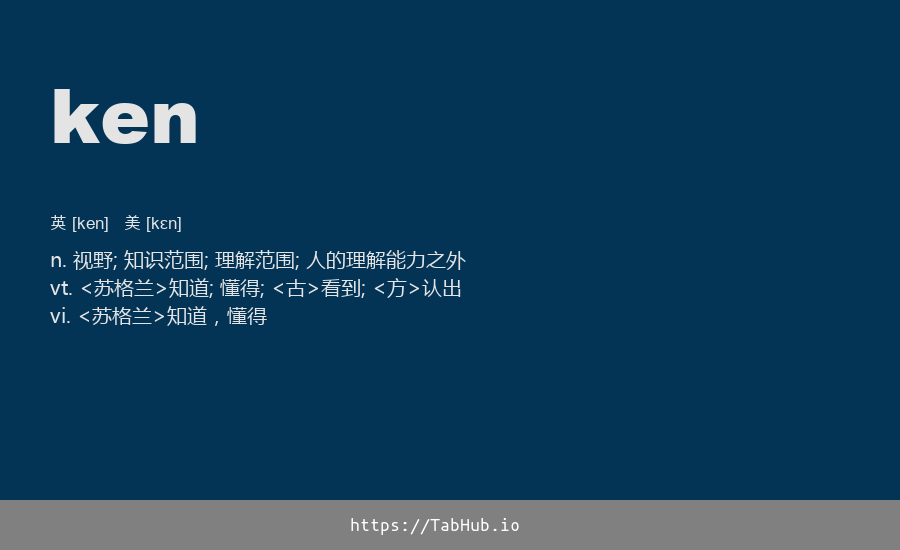 ken
英 [ken] 美 [kɛn]
n. 视野; 知识范围; 理解范围; 人的理解能力之外
vt. <苏格兰>知道; 懂得; <古>看到; <方>认出
vi. <苏格兰>知道，懂得
https://TabHub.io